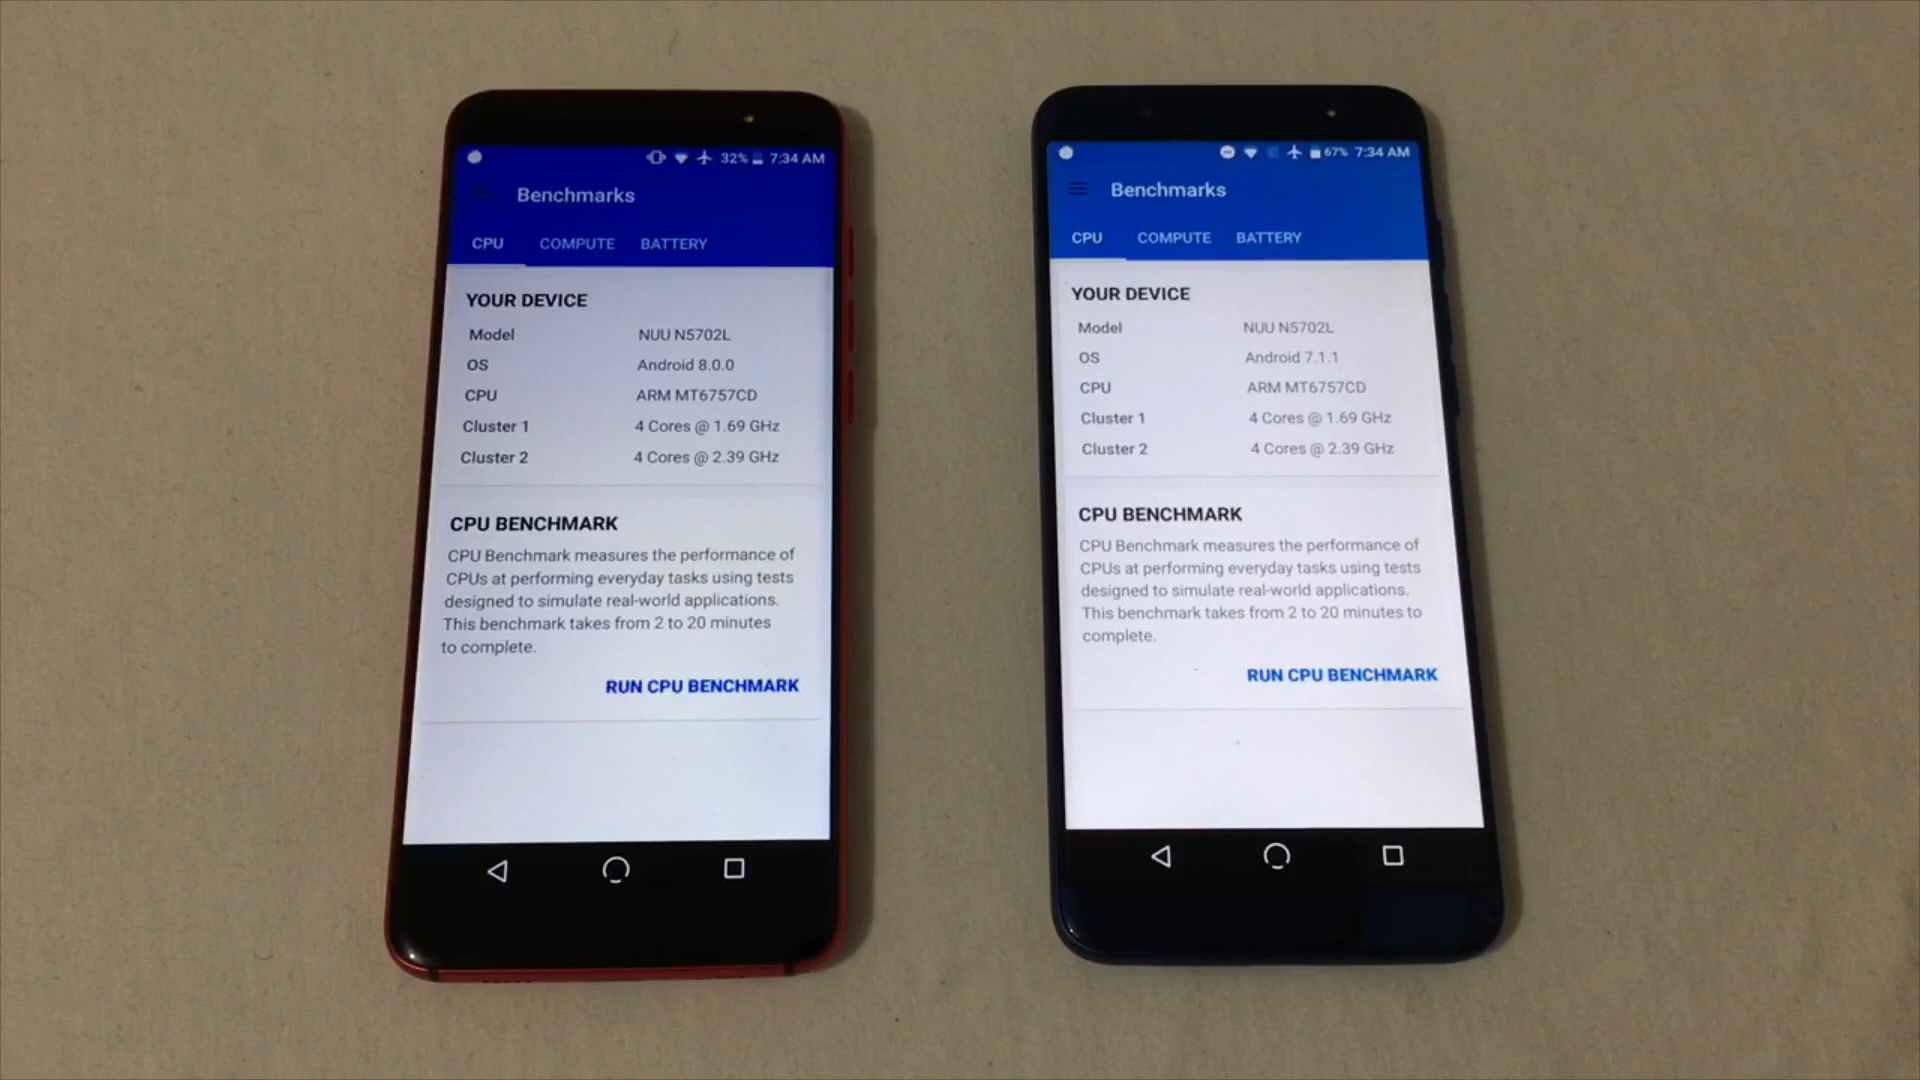 32% 7:34 AM
Benchmarks
CPU COMPUTE BATTERY
YOUR DEVICE
Model NUU N5702L
OS Android 8.0.0
CPU ARM MT6757CD
Cluster 1 4 Cores @ 1.69 GHz
Cluster 2 4 Cores @ 2.39 GHz
CPU BENCHMARK
CPU Benchmark measures the performance of
CPUs at performing everyday tasks using tests
designed to simulate real-world applications.
This benchmark takes from 2 to 20 minutes
to complete.
RUN CPU BENCHMARK
67% 7:34 AM
Benchmarks
CPU COMPUTE BATTERY
YOUR DEVICE
Model NUU N5702L
OS Android 7.1.1
CPU ARM MT6757CD
Cluster 1 4 Cores @ 1.69 GHz
Cluster 2 4 Cores @ 2.39 GHz
CPU BENCHMARK
CPU Benchmark measures the performance of
CPUs at performing everyday tasks using tests
designed to simulate real-world applications.
This benchmark takes from 2 to 20 minutes to
complete.
RUN CPU BENCHMARK